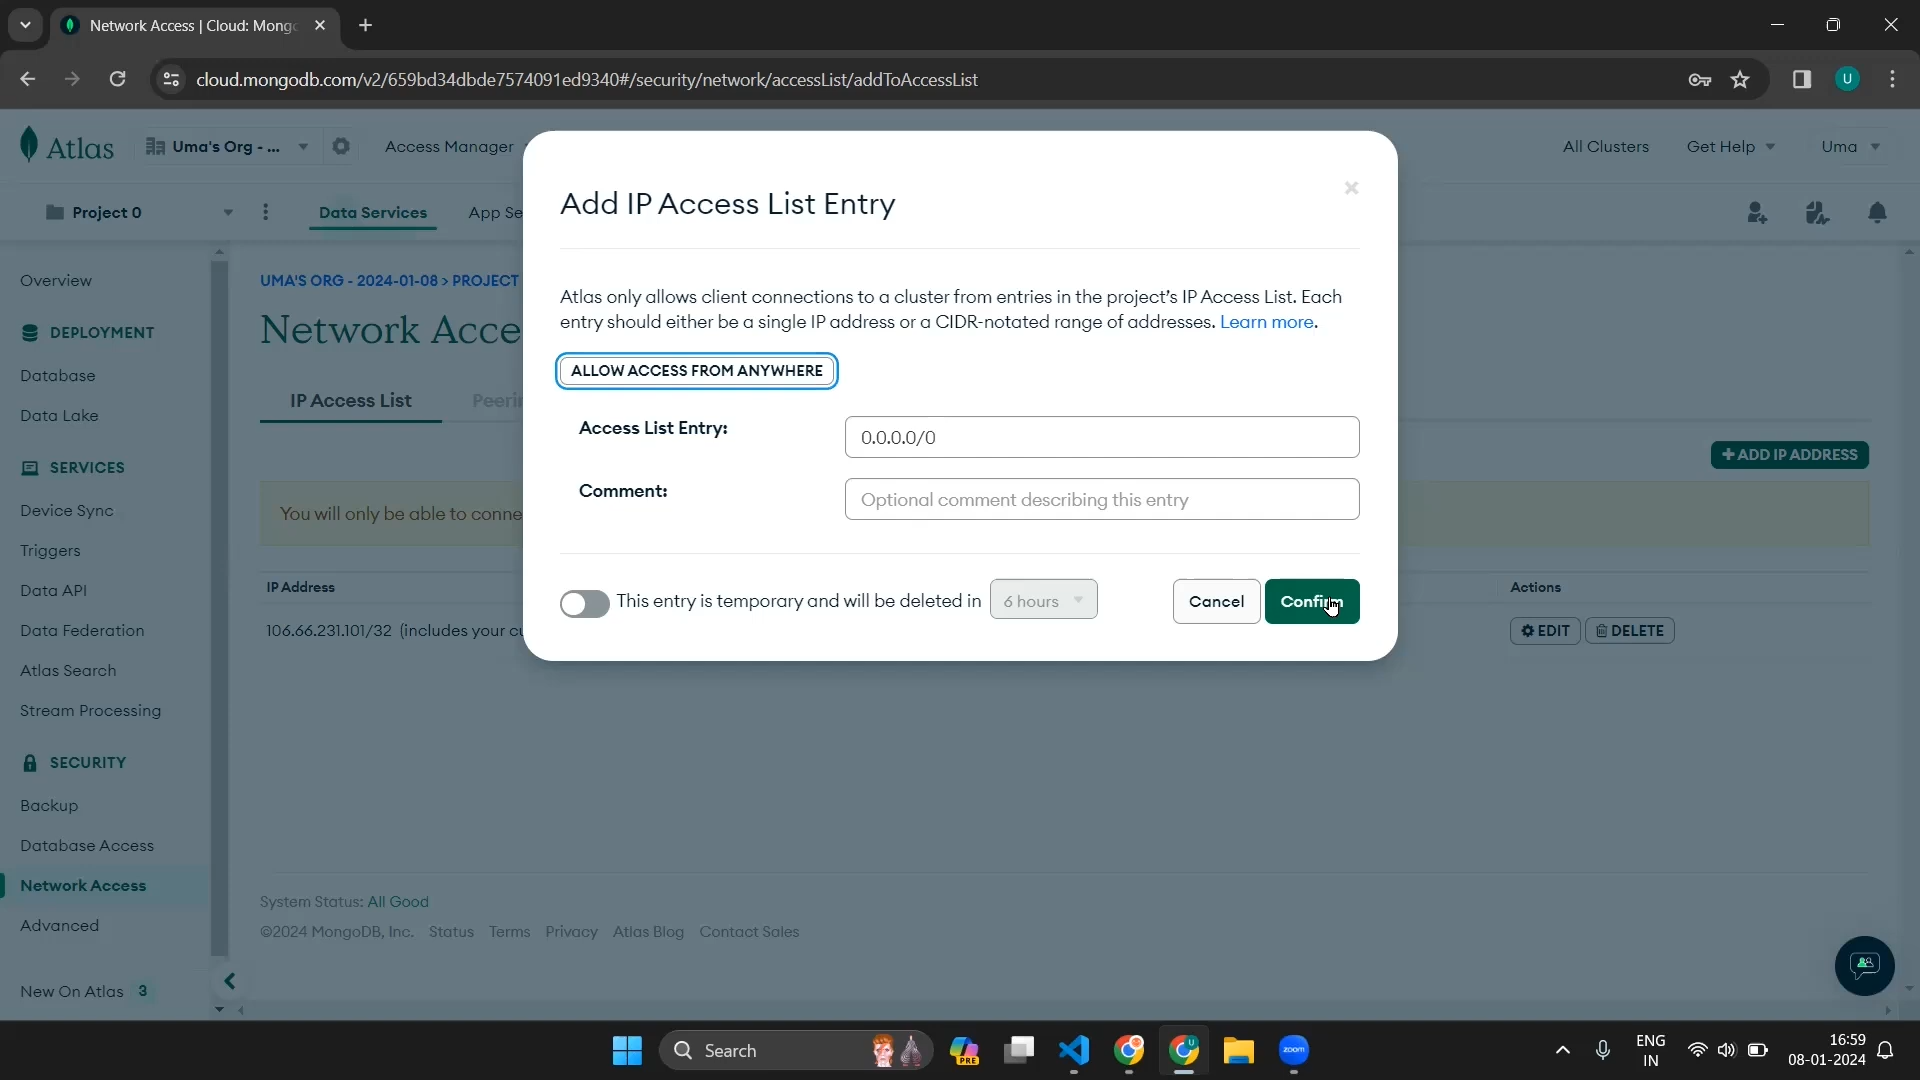 Network Access | Cloud: Mong
cloud.mongodb.com/v2/659bd34dbde7574091ed9340#/security/network/accessList/addToAccessList
U
Atlas
Uma's Org - ...
Access Manager
All Clusters
Get Help
Uma
Project 0
Data Services
App Se
Overview
DEPLOYMENT
Database
Data Lake
SERVICES
Device Sync
Triggers
Data API
Data Federation
Atlas Search
Stream Processing
SECURITY
Backup
Database Access
Network Access
Advanced
New On Atlas 3
UMA'S ORG - 2024-01-08 > PROJECT
Network Acce
IP Access List
Peerin
+ ADD IP ADDRESS
You will only be able to conne
IP Address
Actions
106.66.231.101/32 (includes your cu
EDIT
DELETE
Add IP Access List Entry
Atlas only allows client connections to a cluster from entries in the project's IP Access List. Each
entry should either be a single IP address or a CIDR-notated range of addresses. Learn more.
ALLOW ACCESS FROM ANYWHERE
Access List Entry:
0.0.0.0/0
Comment:
Optional comment describing this entry
This entry is temporary and will be deleted in
6 hours
Cancel
Confirm
System Status: All Good
©2024 MongoDB, Inc. Status Terms Privacy Atlas Blog Contact Sales
Search
PRE
U
zoom
ENG
IN
16:59
08-01-2024